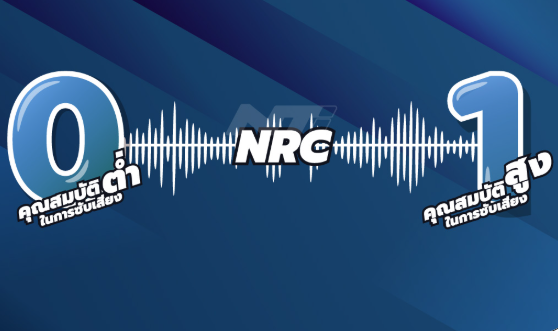 0
NTi
NRC
1
คุณสมบัติต่ำ
ในการซับเสียง
คุณสมบัติสูง
ในการซับเสียง